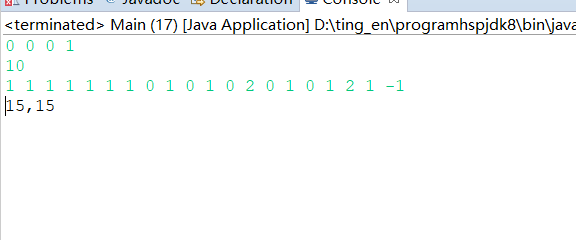 Problems Javadoc Declaration Console
<terminated> Main (17) [Java Application] D:\ting_en\programhspjdk8\bin\java
0 0 0 1
10
1 1 1 1 1 1 1 0 1 0 1 0 2 0 1 0 1 2 1 -1
15,15